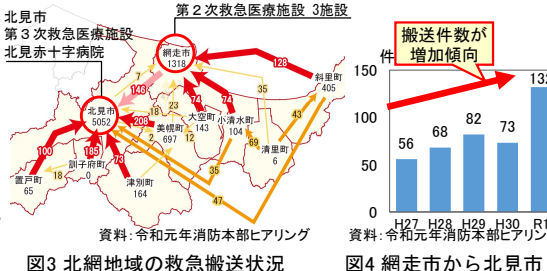 北見市
第３次救急医療施設
北見赤十字病院
第２次救急医療施設 3施設
網走市
1318
北見市
5052
斜里町
405
大空町
143
小清水町
104
美幌町
697
清里町
6
訓子府町
0
置戸町
65
津別町
164
128
7
146
35
23
74
74
18
208
43
2
12
69
100
185
73
18
35
47
資料：令和元年消防本部ヒアリング
図3 北網地域の救急搬送状況
搬送件数が
増加傾向
件
150
100
50
0
56
68
82
73
132
H27 H28 H29 H30 R1
資料：令和元年消防本部ヒアリング
図4 網走市から北見市